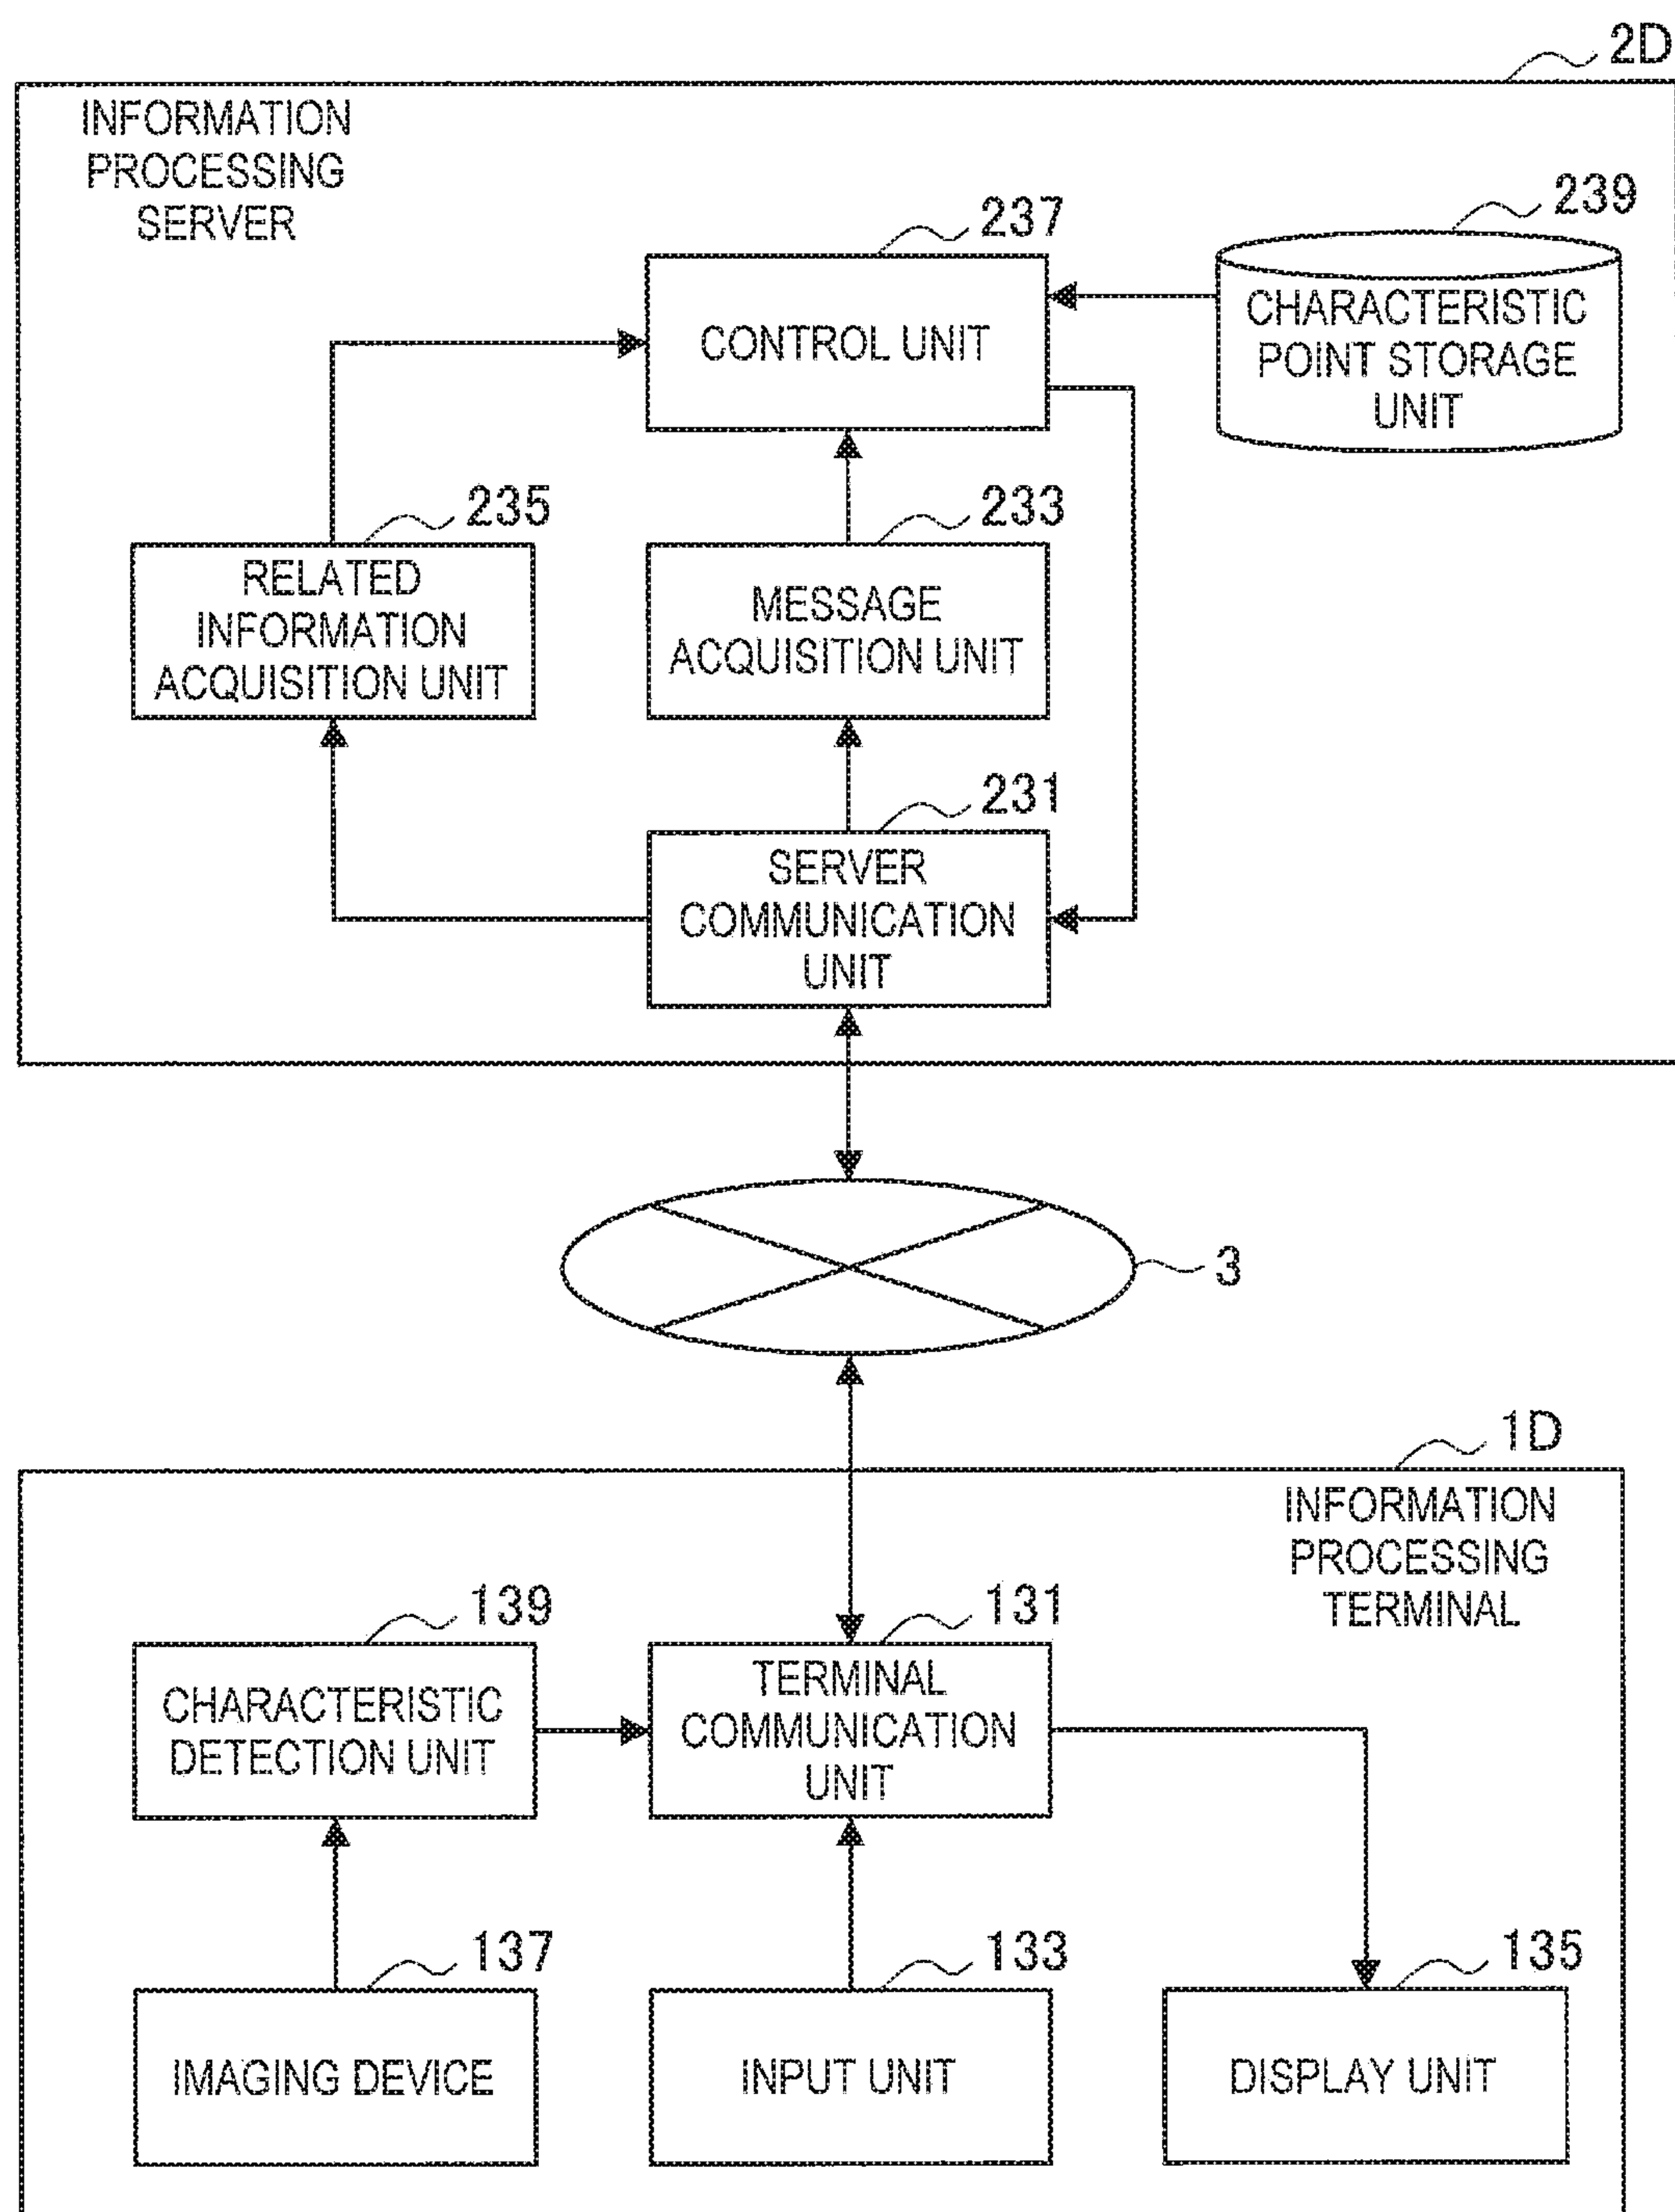 2D
INFORMATION
PROCESSING
SERVER
237
239
CONTROL UNIT
CHARACTERISTIC
POINT STORAGE
UNIT
235
233
RELATED
INFORMATION
ACQUISITION UNIT
MESSAGE
ACQUISITION UNIT
231
SERVER
COMMUNICATION
UNIT
3
1D
INFORMATION
PROCESSING
TERMINAL
139
131
CHARACTERISTIC
DETECTION UNIT
TERMINAL
COMMUNICATION
UNIT
137
133
135
IMAGING DEVICE
INPUT UNIT
DISPLAY UNIT